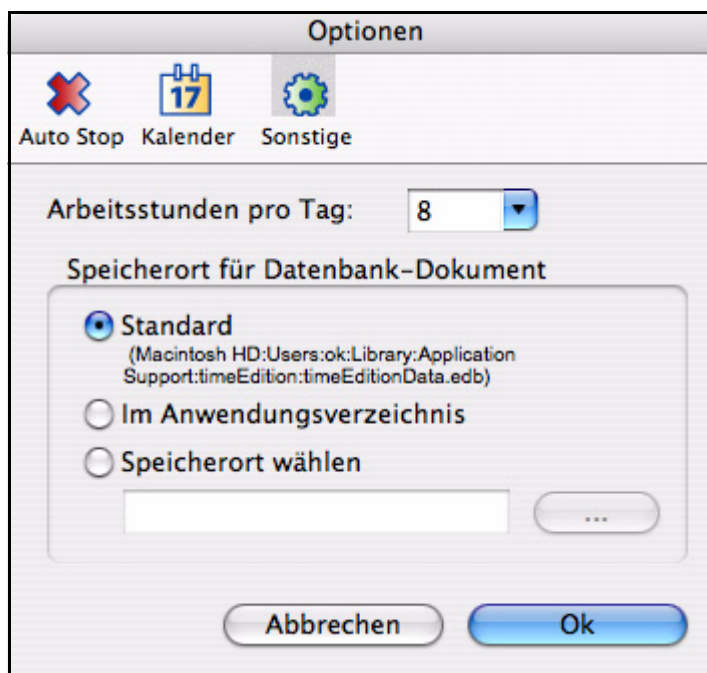 Optionen
17
Auto Stop Kalender Sonstige
Arbeitsstunden pro Tag: 8
Speicherort für Datenbank-Dokument
Standard
(Macintosh HD:Users:ok:Library:Application
Support:timeEdition:timeEditionData.edb)
Im Anwendungsverzeichnis
Speicherort wählen
...
Abbrechen Ok